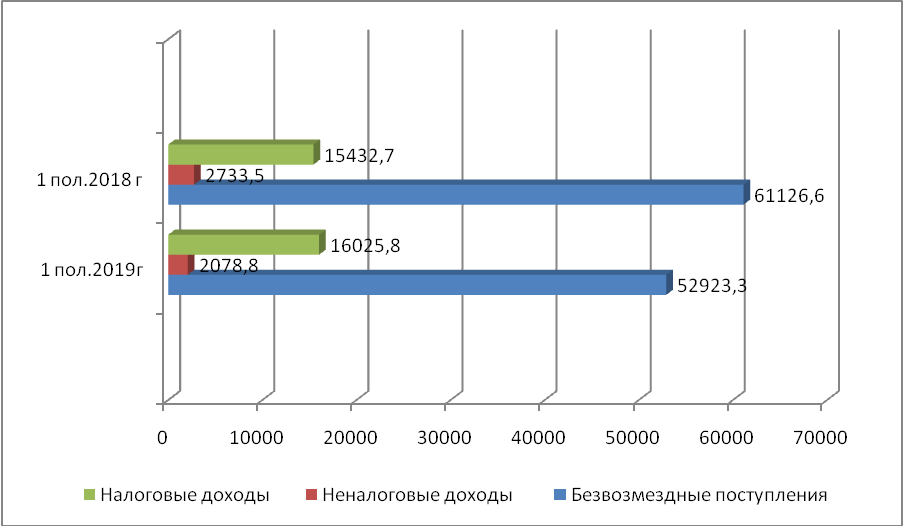 1 пол.2018 г
15432,7
2733,5
61126,6
1 пол.2019г
16025,8
2078,8
52923,3
0 10000 20000 30000 40000 50000 60000 70000
Налоговые доходы Неналоговые доходы Безвозмездные поступления